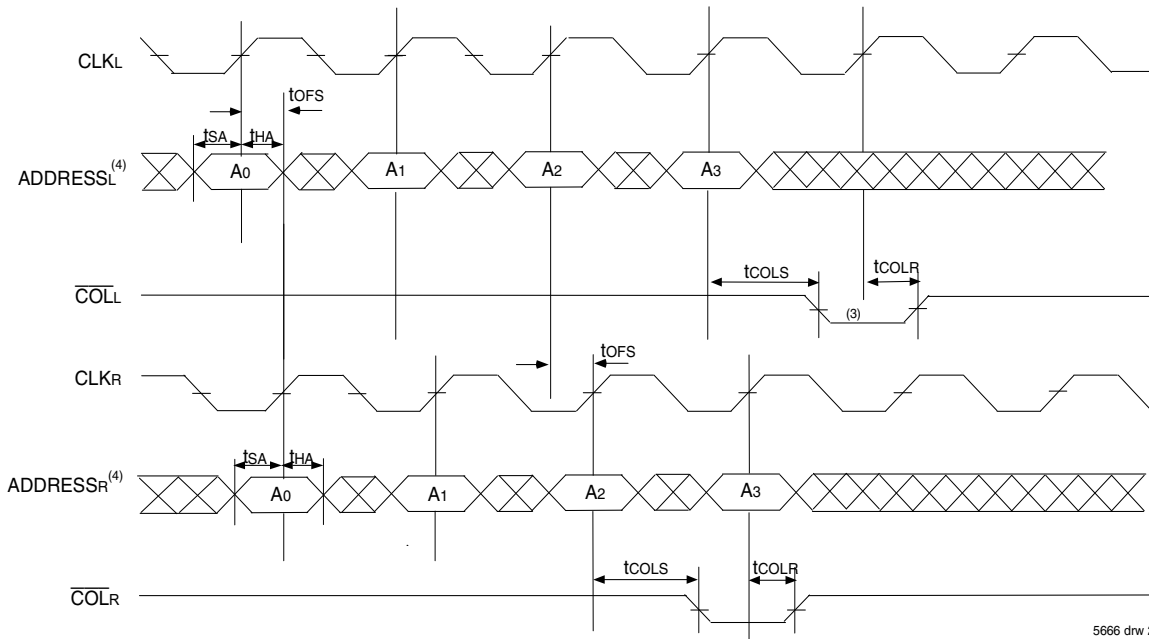 CLKL
tOFS
tSA tHA
ADDRESSL(4)
A0 A1 A2 A3
tCOLS tCOLR
COLL
(3)
tOFS
CLKR
tSA tHA
ADDRESSR(4)
A0 A1 A2 A3
tCOLS tCOLR
COLR
5666 drw